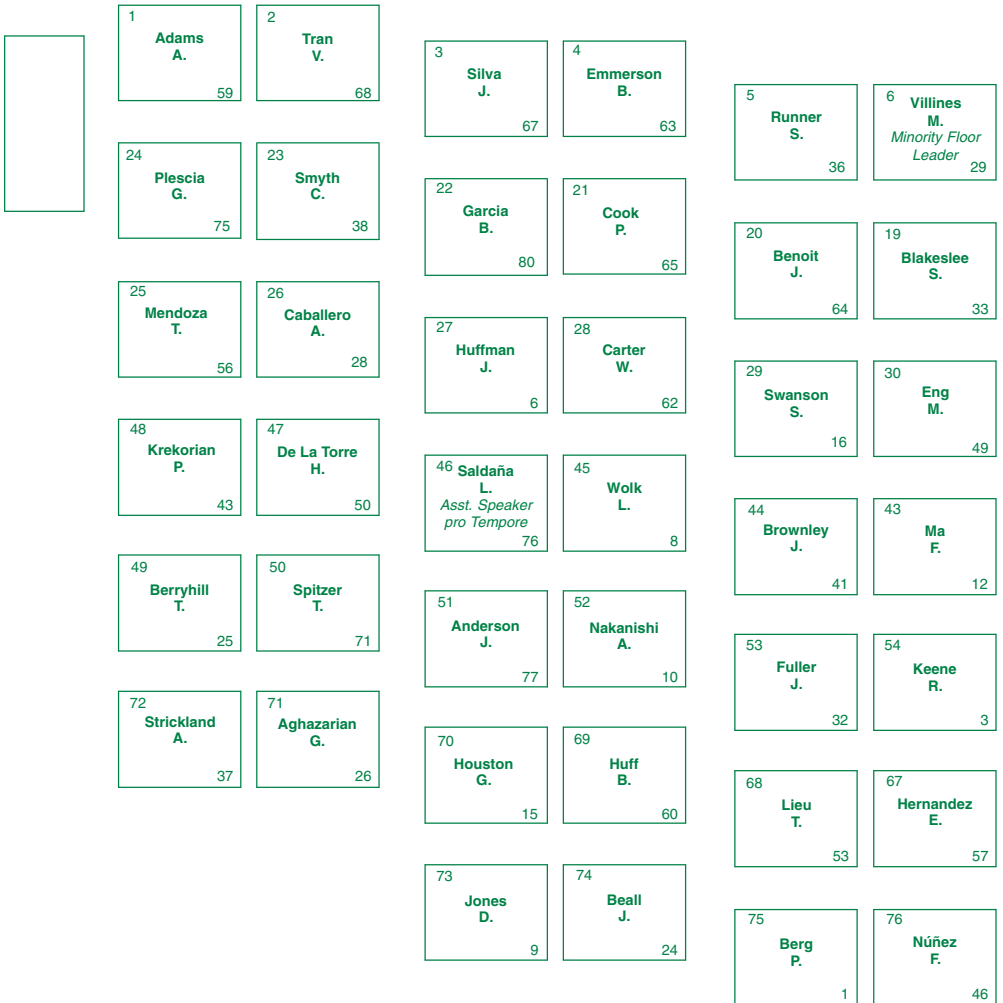 1
Adams
A.
59
2
Tran
V.
68
3
Silva
J.
67
4
Emmerson
B.
63
5
Runner
S.
36
6
Villines
M.
Minority Floor
Leader
29
24
Plescia
G.
75
23
Smyth
C.
38
22
Garcia
B.
80
21
Cook
P.
65
20
Benoit
J.
64
19
Blakeslee
S.
33
25
Mendoza
T.
56
26
Caballero
A.
28
27
Huffman
J.
6
28
Carter
W.
62
29
Swanson
S.
16
30
Eng
M.
49
48
Krekorian
P.
43
47
De La Torre
H.
50
46
Saldaña
L.
Asst. Speaker
pro Tempore
76
45
Wolk
L.
8
44
Brownley
J.
41
43
Ma
F.
12
49
Berryhill
T.
25
50
Spitzer
T.
71
51
Anderson
J.
77
52
Nakanishi
A.
10
53
Fuller
J.
32
54
Keene
R.
3
72
Strickland
A.
37
71
Aghazarian
G.
26
70
Houston
G.
15
69
Huff
B.
60
68
Lieu
T.
53
67
Hernandez
E.
57
73
Jones
D.
9
74
Beall
J.
24
75
Berg
P.
1
76
Núñez
F.
46